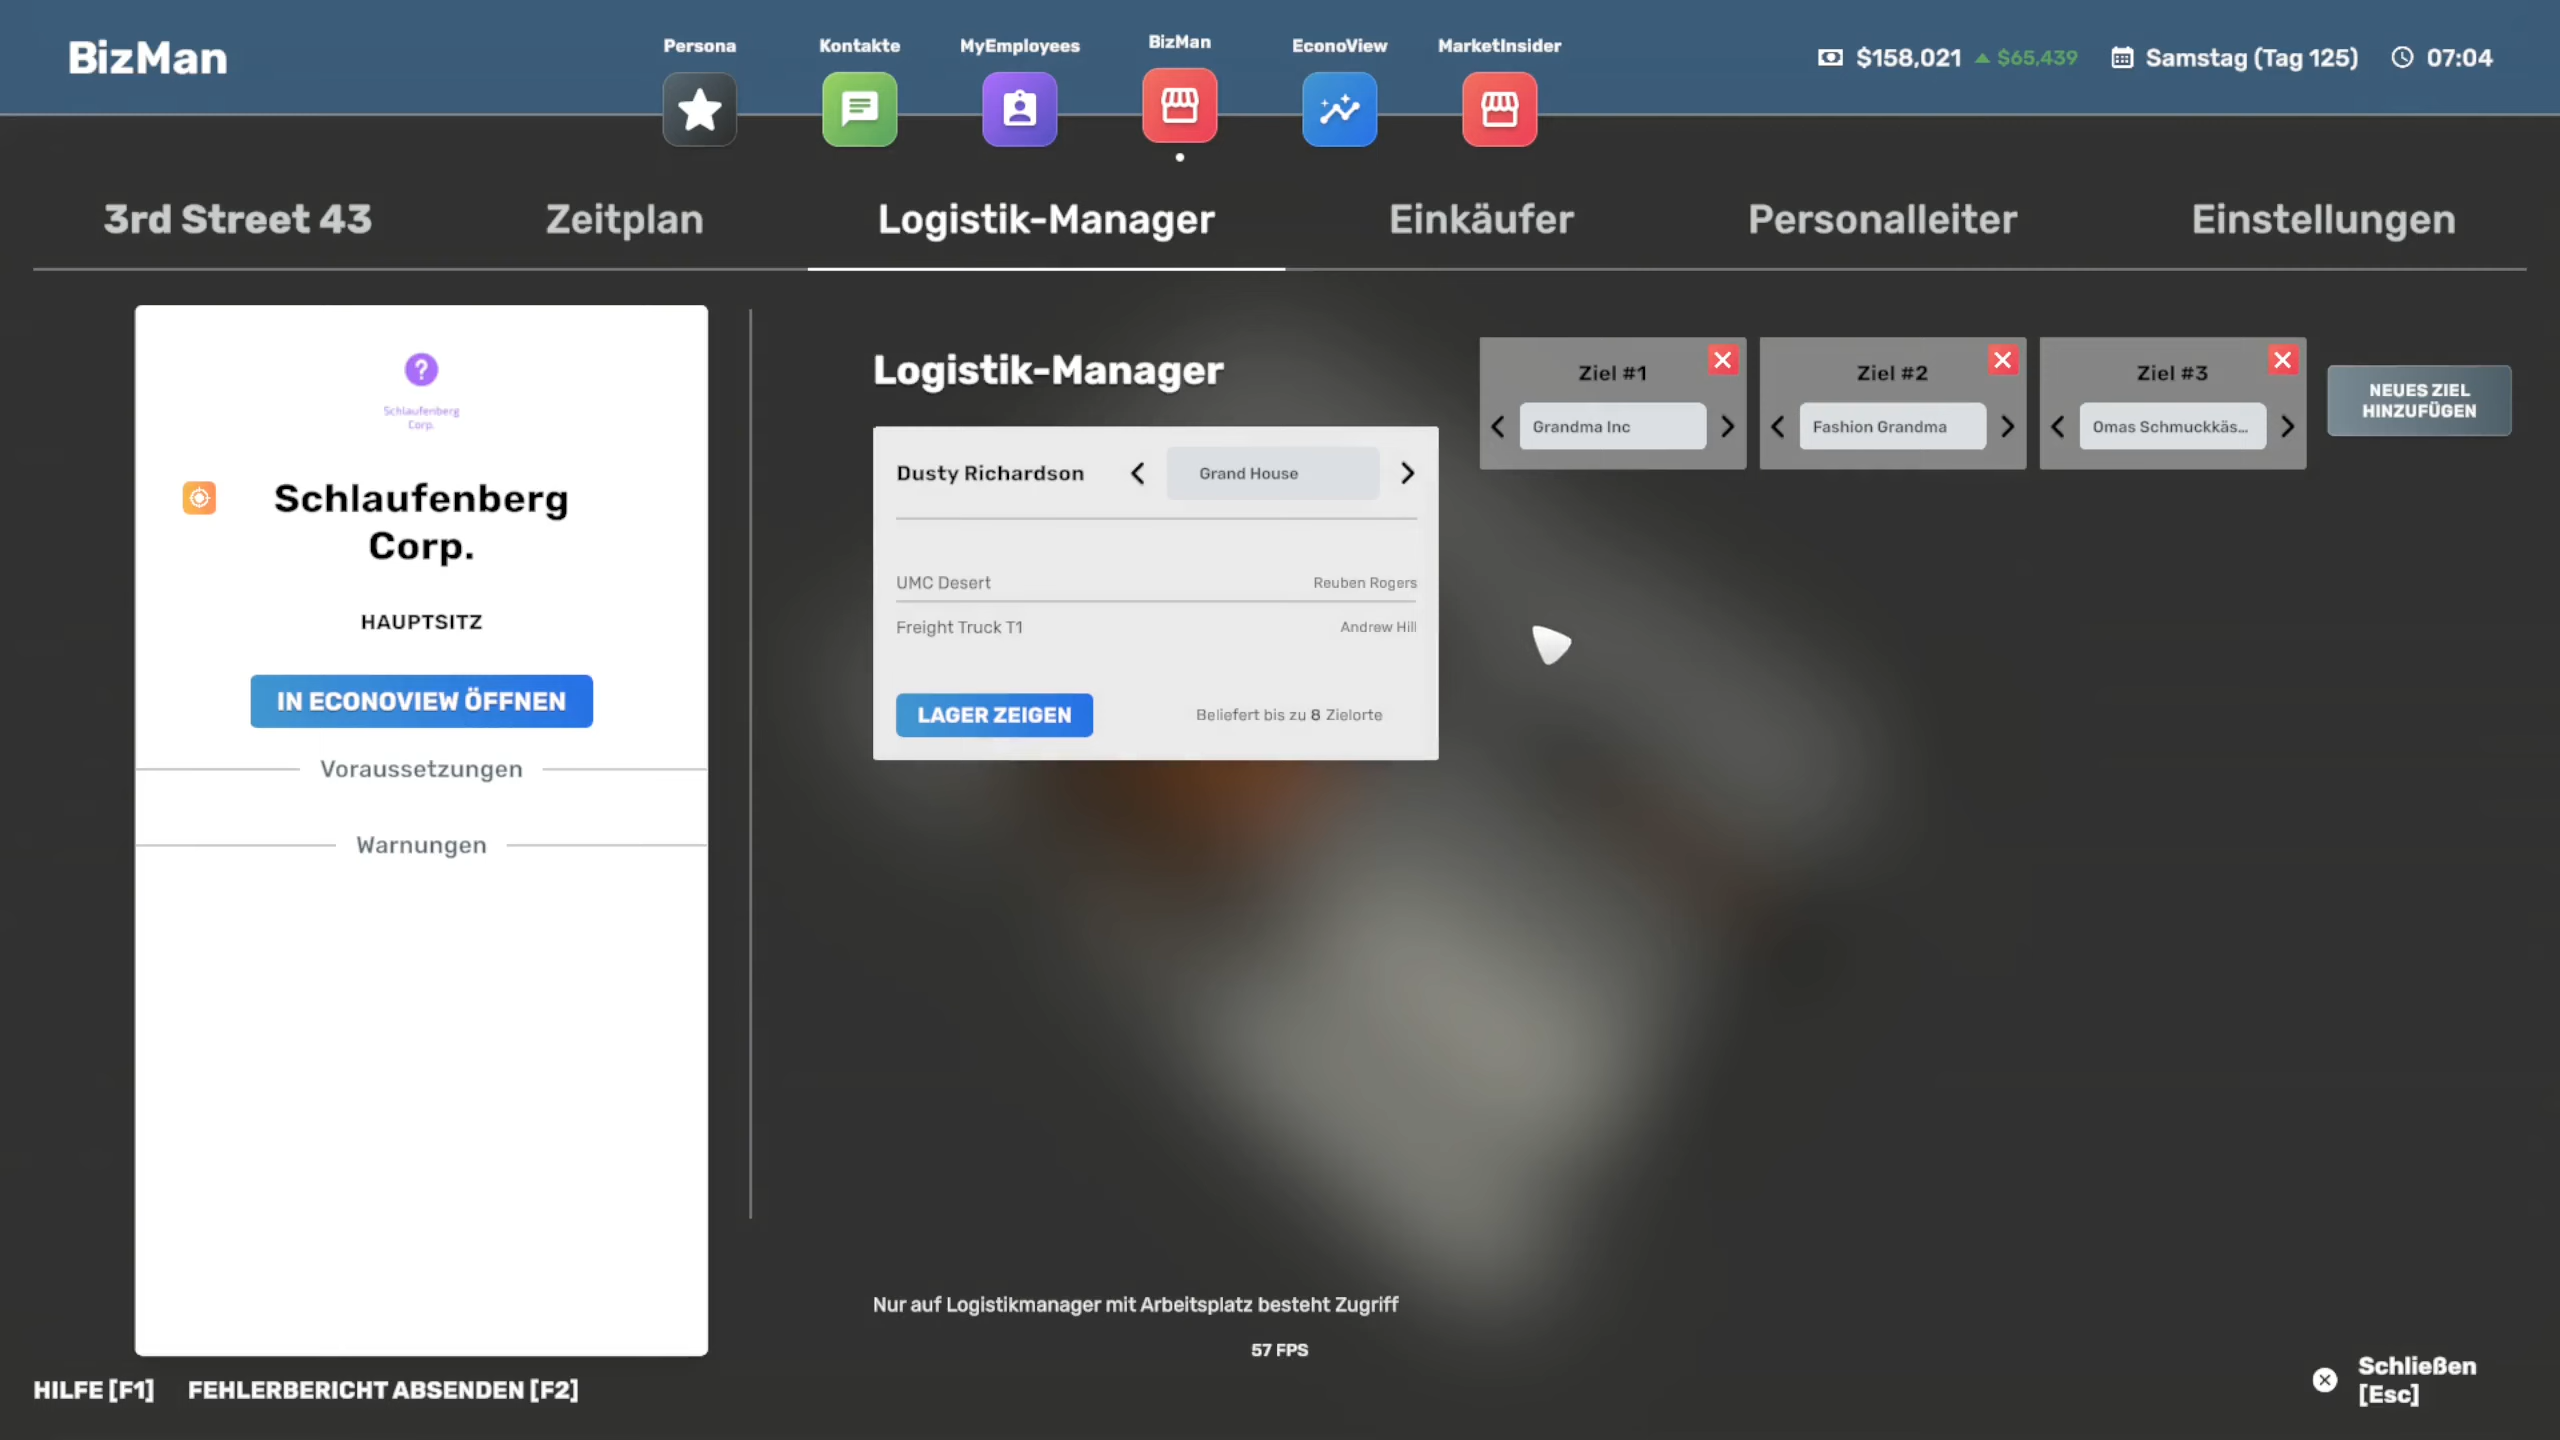 BizMan
Persona
Kontakte
MyEmployees
BizMan
EconoView
MarketInsider
$158,021
$65,439
Samstag (Tag 125)
07:04
3rd Street 43
Zeitplan
Logistik-Manager
Einkäufer
Personalleiter
Einstellungen
?
Schlaufenberg
Corp.
Schlaufenberg
Corp.
HAUPTSITZ
IN ECONOVIEW ÖFFNEN
Voraussetzungen
Warnungen
Logistik-Manager
Dusty Richardson
Grand House
UMC Desert
Reuben Rogers
Freight Truck T1
Andrew Hill
LAGER ZEIGEN
Beliefert bis zu 8 Zielorte
Ziel #1
Grandma Inc
Ziel #2
Fashion Grandma
Ziel #3
Omas Schmuckkäs...
NEUES ZIEL
HINZUFÜGEN
Nur auf Logistikmanager mit Arbeitsplatz besteht Zugriff
57 FPS
HILFE [F1]
FEHLERBERICHT ABSENDEN [F2]
Schließen
[Esc]